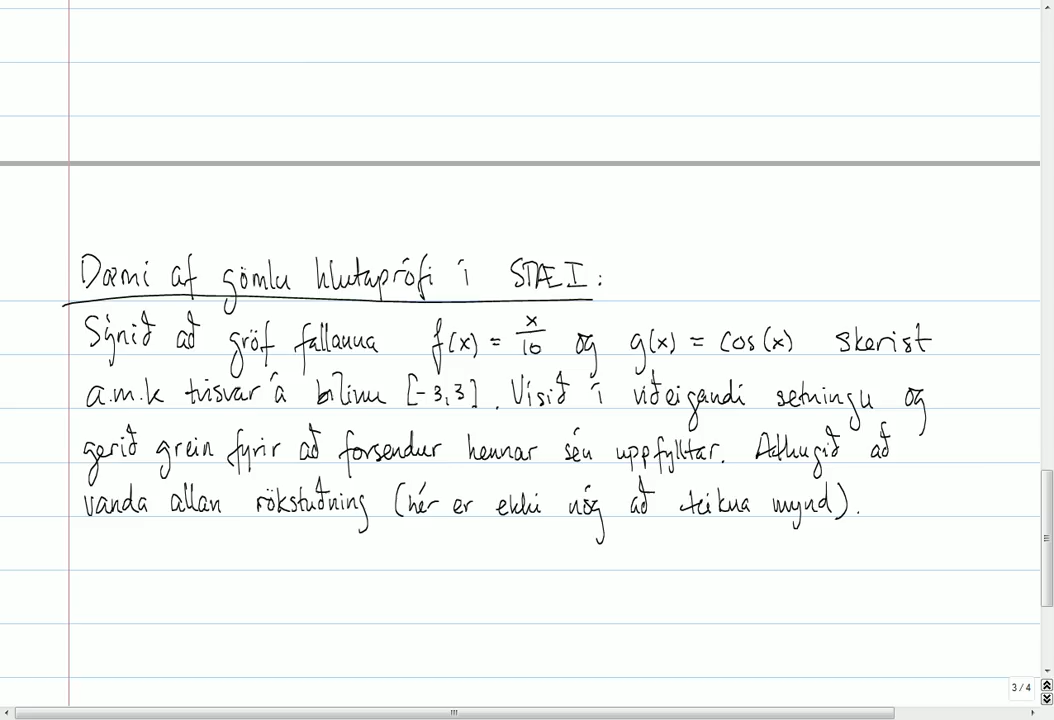 Dæmi af gömlu hlutaprófi í STÆ I:
Sýnið að gröf fallanna f(x) = x/10 og g(x) = cos(x) skerist
a.m.k tvisvar á bilinu [-3,3]. Vísið í viðeigandi setningu og
gerið grein fyrir að forsendur hennar séu uppfylltar. Athugið að
vanda allan rökstuðning (hér er ekki nóg að teikna mynd).
3 / 4